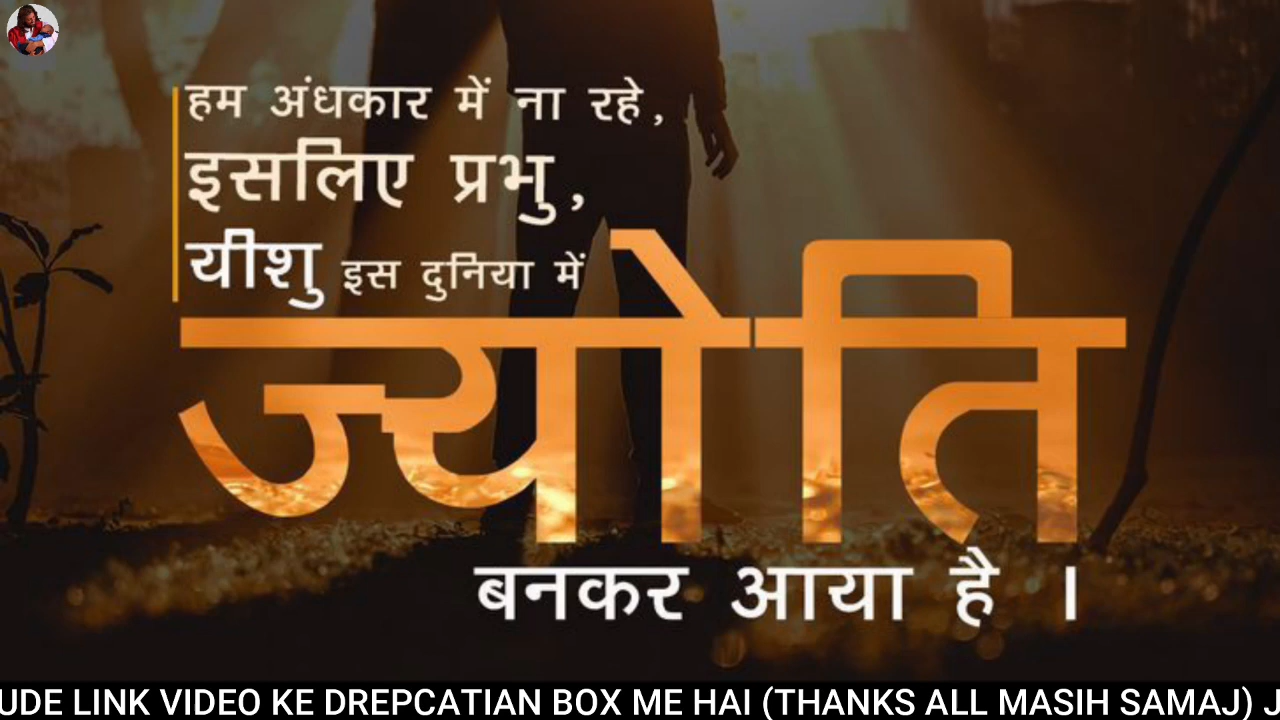 हम अंधकार में ना रहे,
इसलिए प्रभु,
यीशु इस दुनिया में
ज्योति
बनकर आया है ।
UDE LINK VIDEO KE DREPCATIAN BOX ME HAI (THANKS ALL MASIH SAMAJ) J